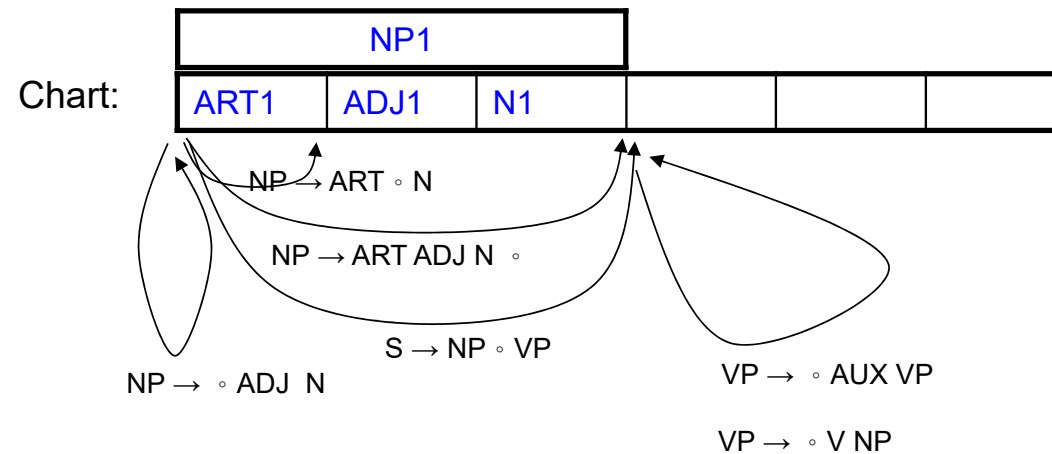 NP1
Chart: ART1 ADJ1 N1
NP → ART ◦ N
NP → ART ADJ N ◦
S → NP ◦ VP
NP → ◦ ADJ N
VP → ◦ AUX VP
VP → ◦ V NP